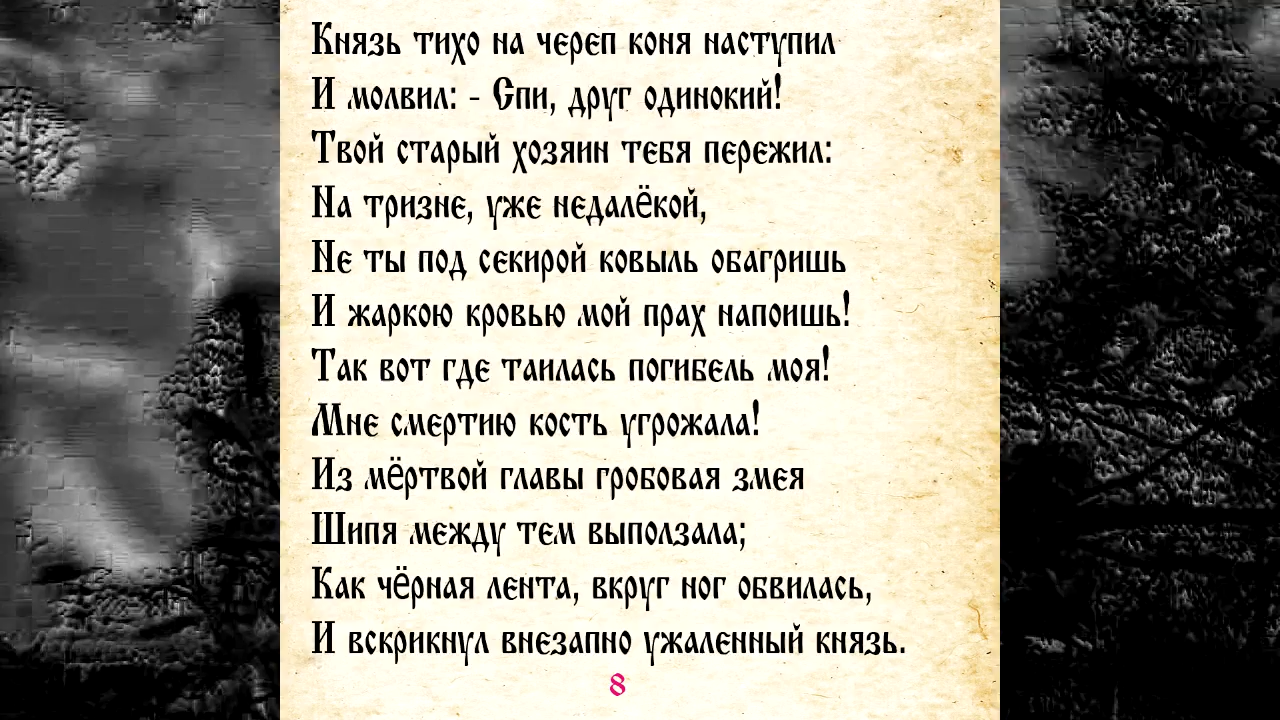 Князь тихо на череп коня наступил
И молвил: - Спи, друг одинокий!
Твой старый хозяин тебя пережил:
На тризне, уже недалёкой,
Не ты под секирой ковыль обагришь
И жаркою кровью мой прах напоишь!
Так вот где таилась погибель моя!
Мне смертию кость угрожала!
Из мёртвой главы гробовая змея
Шипя между тем выползала;
Как чёрная лента, вкруг ног обвилась,
И вскрикнул внезапно ужаленный князь.
8